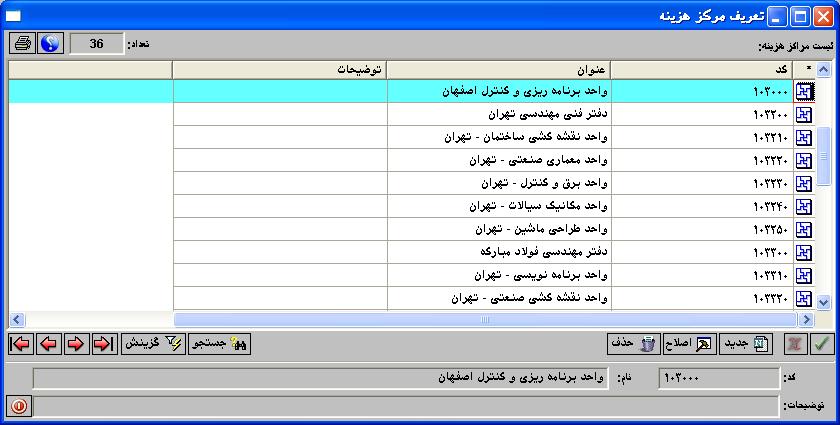 تعریف مرکز هزینه
لیست مراکز هزینه:
تعداد: 36
* کد عنوان توضیحات
۱۰۳۰۰۰ واحد برنامه ریزی و کنترل اصفهان
۱۰۳۲۰۰ دفتر فنی مهندسی تهران
۱۰۳۲۱۰ واحد نقشه کشی ساختمان - تهران
۱۰۳۲۲۰ واحد معماری صنعتی - تهران
۱۰۳۲۳۰ واحد برق و کنترل - تهران
۱۰۳۲۴۰ واحد مکانیک سیالات - تهران
۱۰۳۲۵۰ واحد طراحی ماشین - تهران
۱۰۳۳۰۰ دفتر مهندسی فولاد مبارکه
۱۰۳۳۱۰ واحد برنامه نویسی - تهران
۱۰۳۳۲۰ واحد نقشه کشی صنعتی - تهران
جدید اصلاح حذف جستجو گزینش
کد: ۱۰۳۰۰۰ نام: واحد برنامه ریزی و کنترل اصفهان
توضیحات: